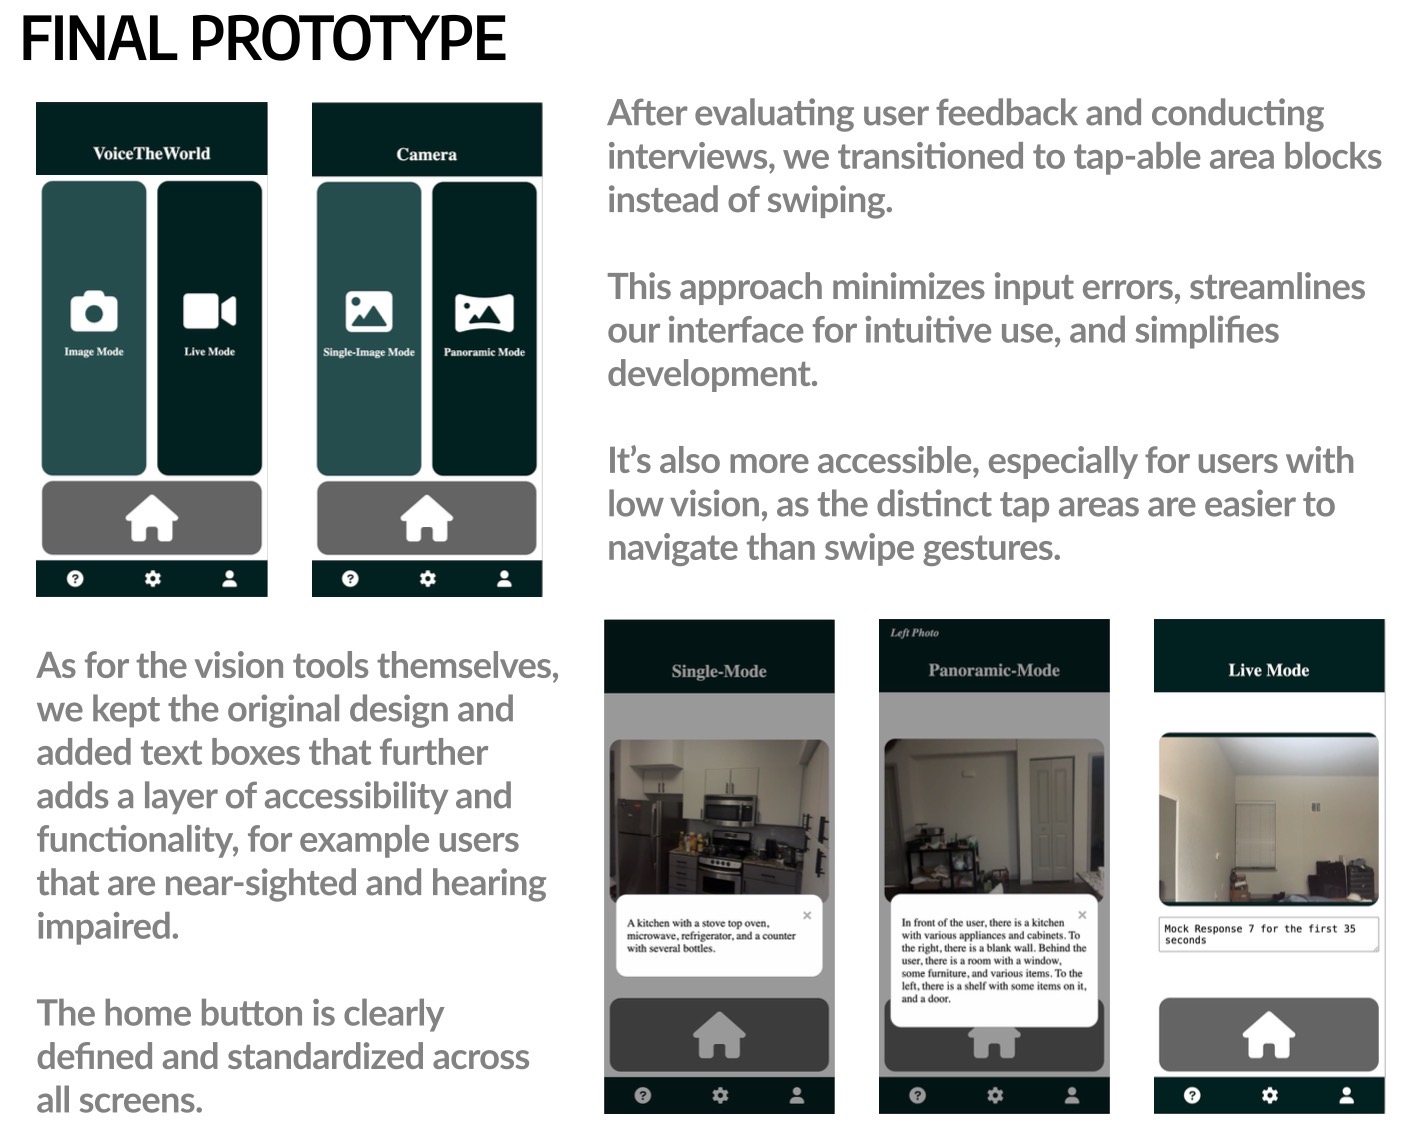 FINAL PROTOTYPE
VoiceTheWorld
Image Mode
Live Mode
Camera
Single-Image Mode
Panoramic Mode
After evaluating user feedback and conducting
interviews, we transitioned to tap-able area blocks
instead of swiping.
This approach minimizes input errors, streamlines
our interface for intuitive use, and simplifies
development.
It's also more accessible, especially for users with
low vision, as the distinct tap areas are easier to
navigate than swipe gestures.
As for the vision tools themselves,
we kept the original design and
added text boxes that further
adds a layer of accessibility and
functionality, for example users
that are near-sighted and hearing
impaired.
The home button is clearly
defined and standardized across
all screens.
Single-Mode
A kitchen with a stove top oven,
microwave, refrigerator, and a counter
with several bottles.
Left Photo
Panoramic-Mode
In front of the user, there is a kitchen
with various appliances and cabinets. To
the right, there is a blank wall. Behind the
user, there is a room with a window,
some furniture, and various items. To the
left, there is a shelf with some items on it,
and a door.
Live Mode
Mock Response 7 for the first 35
seconds